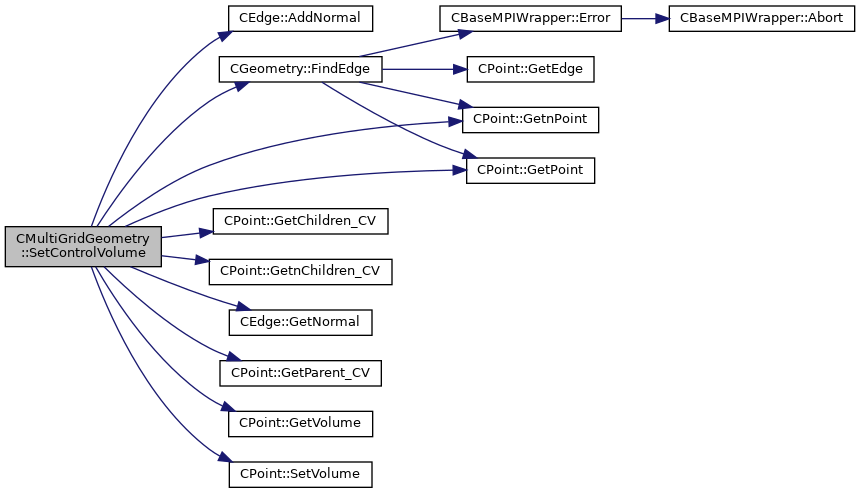 CEdge::AddNormal
CBaseMPIWrapper::Error
CBaseMPIWrapper::Abort
CGeometry::FindEdge
CPoint::GetEdge
CPoint::GetnPoint
CPoint::GetPoint
CMultiGridGeometry
::SetControlVolume
CPoint::GetChildren_CV
CPoint::GetnChildren_CV
CEdge::GetNormal
CPoint::GetParent_CV
CPoint::GetVolume
CPoint::SetVolume